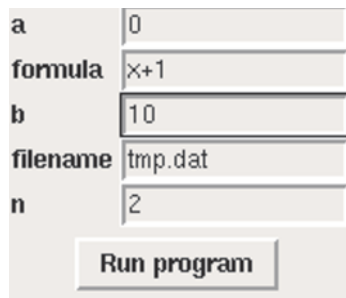 a 0
formula x+1
b 10
filename tmp.dat
n 2
Run program